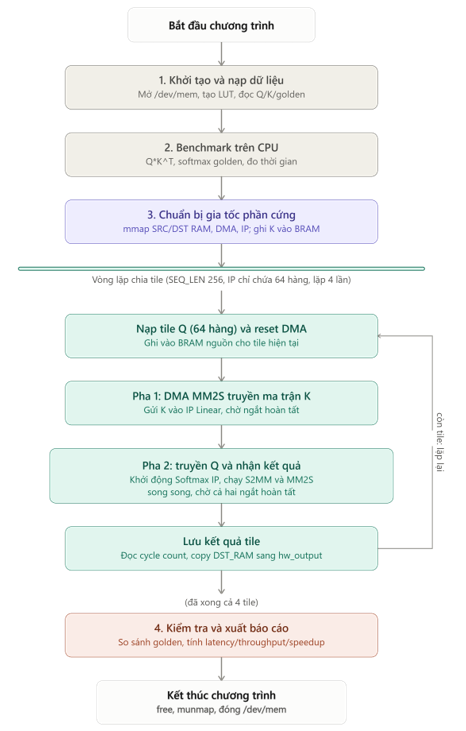 Bắt đầu chương trình
1. Khởi tạo và nạp dữ liệu
Mở /dev/mem, tạo LUT, đọc Q/K/golden
2. Benchmark trên CPU
Q*K^T, softmax golden, đo thời gian
3. Chuẩn bị gia tốc phần cứng
mmap SRC/DST RAM, DMA, IP; ghi K vào BRAM
Vòng lặp chia tile (SEQ_LEN 256, IP chỉ chứa 64 hàng, lặp 4 lần)
Nạp tile Q (64 hàng) và reset DMA
Ghi vào BRAM nguồn cho tile hiện tại
Pha 1: DMA MM2S truyền ma trận K
Gửi K vào IP Linear, chờ ngắt hoàn tất
còn tile: lặp lại
Pha 2: truyền Q và nhận kết quả
Khởi động Softmax IP, chạy S2MM và MM2S
song song, chờ cả hai ngắt hoàn tất
Lưu kết quả tile
Đọc cycle count, copy DST_RAM sang hw_output
(đã xong cả 4 tile)
4. Kiểm tra và xuất báo cáo
So sánh golden, tính latency/throughput/speedup
Kết thúc chương trình
free, munmap, đóng /dev/mem